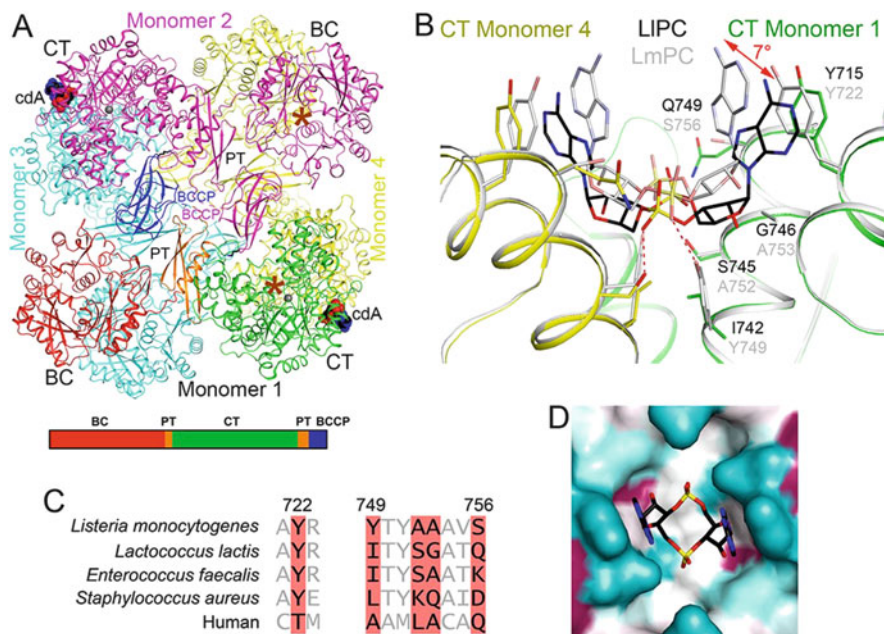 A
Monomer 2
CT
BC
cdA
*
PT
Monomer 3
BCCP
BCCP
Monomer 4
PT
*
cdA
BC
CT
Monomer 1
BC PT CT PT BCCP
B
CT Monomer 4
LlPC
LmPC
CT Monomer 1
7°
Y715
Y722
Q749
S756
G746
A753
S745
A752
I742
Y749
C
722 749 756
Listeria monocytogenes AYR YTYAAAVS
Lactococcus lactis AYR ITYSGATQ
Enterococcus faecalis AYR ITYSAATK
Staphylococcus aureus AYE LTYKQAID
Human CTM AAMLACAQ
D